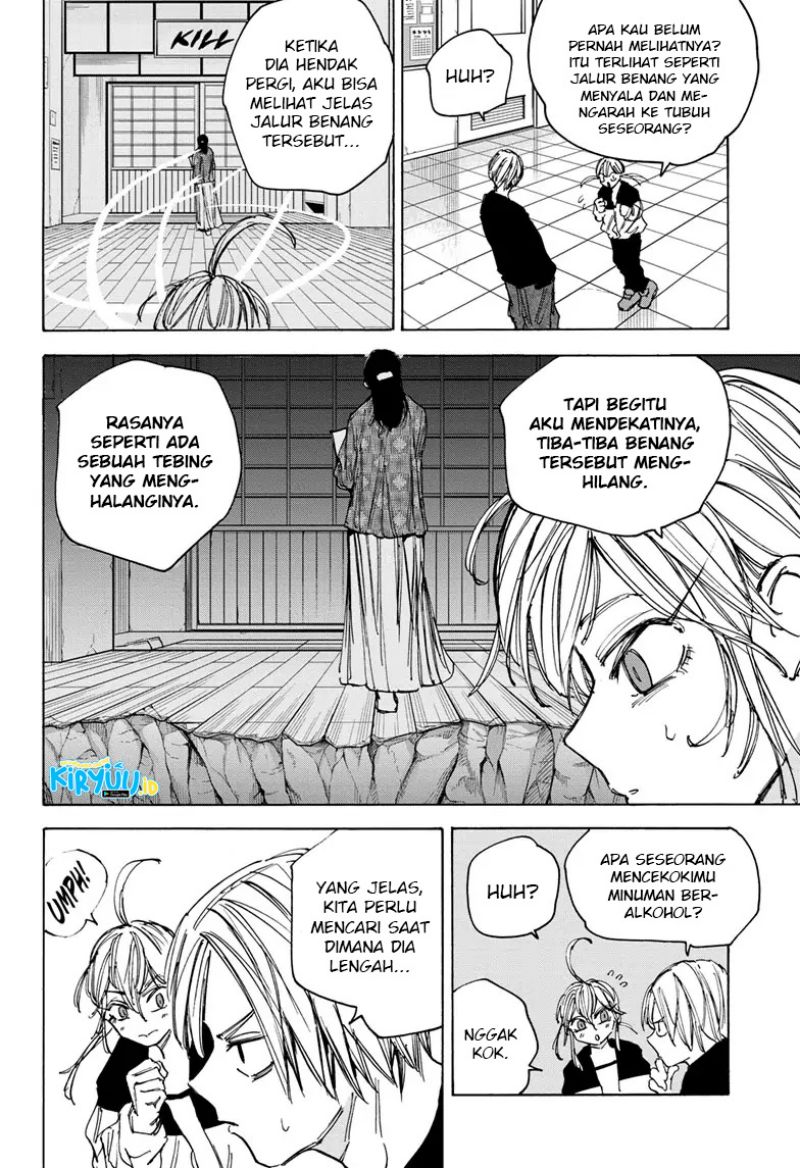 KILL
KETIKA
DIA HENDAK
PERGI, AKU BISA
MELIHAT JELAS
JALUR BENANG
TERSEBUT...
APA KAU BELUM
PERNAH MELIHATNYA?
ITU TERLIHAT SEPERTI
JALUR BENANG YANG
MENYALA DAN ME-
NGARAH KE TUBUH
SESEORANG?
HUH?
RASANYA
SEPERTI ADA
SEBUAH TEBING
YANG MENG-
HALANGINYA.
TAPI BEGITU
AKU MENDEKATINYA,
TIBA-TIBA BENANG
TERSEBUT MENG-
HILANG.
KIRYUU.ID
UMPH!
YANG JELAS,
KITA PERLU
MENCARI SAAT
DIMANA DIA
LENGAH...
HUH?
APA SESEORANG
MENCEKOKIMU
MINUMAN BER-
ALKOHOL?
NGGAK
KOK.